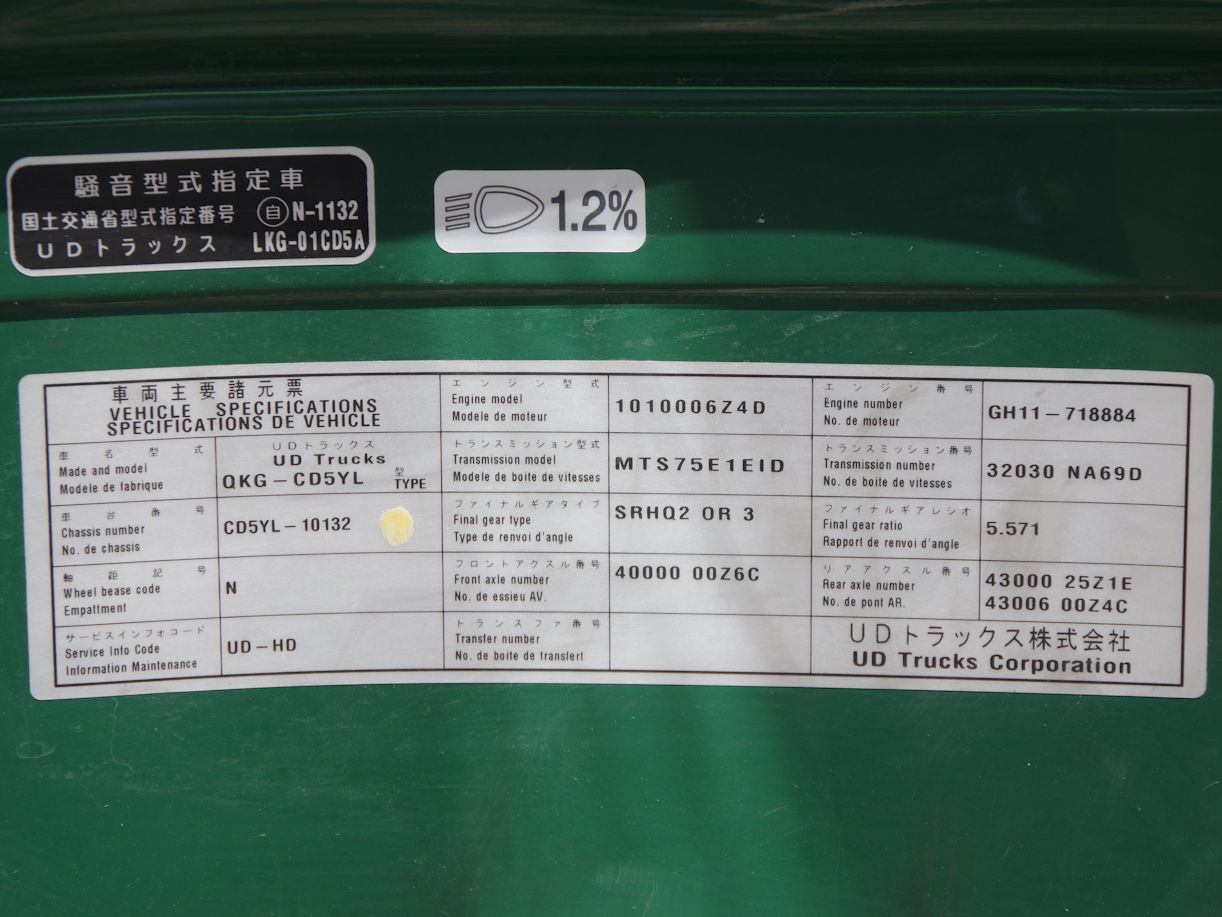 騒音型式指定車
国土交通省型式指定番号 自 N-1132
UDトラックス LKG-01CD5A
1.2%
車両主要諸元票
VEHICLE SPECIFICATIONS
SPECIFICATIONS DE VEHICLE
車名型式
Made and model
Modele de fabrique
UDトラックス
UD Trucks
QKG-CD5YL 型 TYPE
車台番号
Chassis number
No. de chassis
CD5YL-10132
軸距記号
Wheel bease code
Empattment
N
サービスインフォコード
Service Info Code
Information Maintenance
UD-HD
エンジン型式
Engine model
Modele de moteur
1010006Z4D
トランスミッション型式
Transmission model
Modele de boite de vitesses
MTS75E1EID
ファイナルギアタイプ
Final gear type
Type de renvoi d'angle
SRHQ2 OR 3
フロントアクスル番号
Front axle number
No. de essieu AV.
40000 00Z6C
トランスファ番号
Transfer number
No. de boite de transfert
エンジン番号
Engine number
No. de moteur
GH11-718884
トランスミッション番号
Transmission number
No. de boite de vitesses
32030 NA69D
ファイナルギアレシオ
Final gear ratio
Rapport de renvoi d'angle
5.571
リアアクスル番号
Rear axle number
No. de pont AR.
43000 25Z1E
43006 00Z4C
UDトラックス株式会社
UD Trucks Corporation